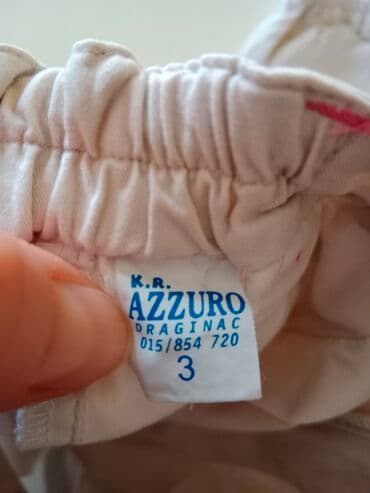 K.R.
AZZURO
DRAGINAC
015/854 720
3